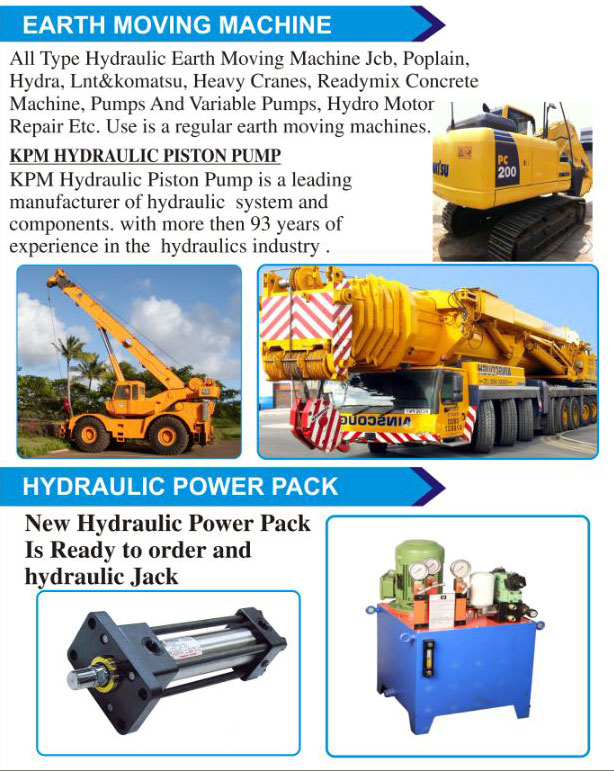 EARTH MOVING MACHINE
All Type Hydraulic Earth Moving Machine Jcb, Poplain,
Hydra, Lnt&komatsu, Heavy Cranes, Readymix Concrete
Machine, Pumps And Variable Pumps, Hydro Motor
Repair Etc. Use is a regular earth moving machines.
KPM HYDRAULIC PISTON PUMP
KPM Hydraulic Piston Pump is a leading
manufacturer of hydraulic system and
components. with more then 93 years of
experience in the hydraulics industry .
PC
200
HYDRAULIC POWER PACK
New Hydraulic Power Pack
Is Ready to order and
hydraulic Jack